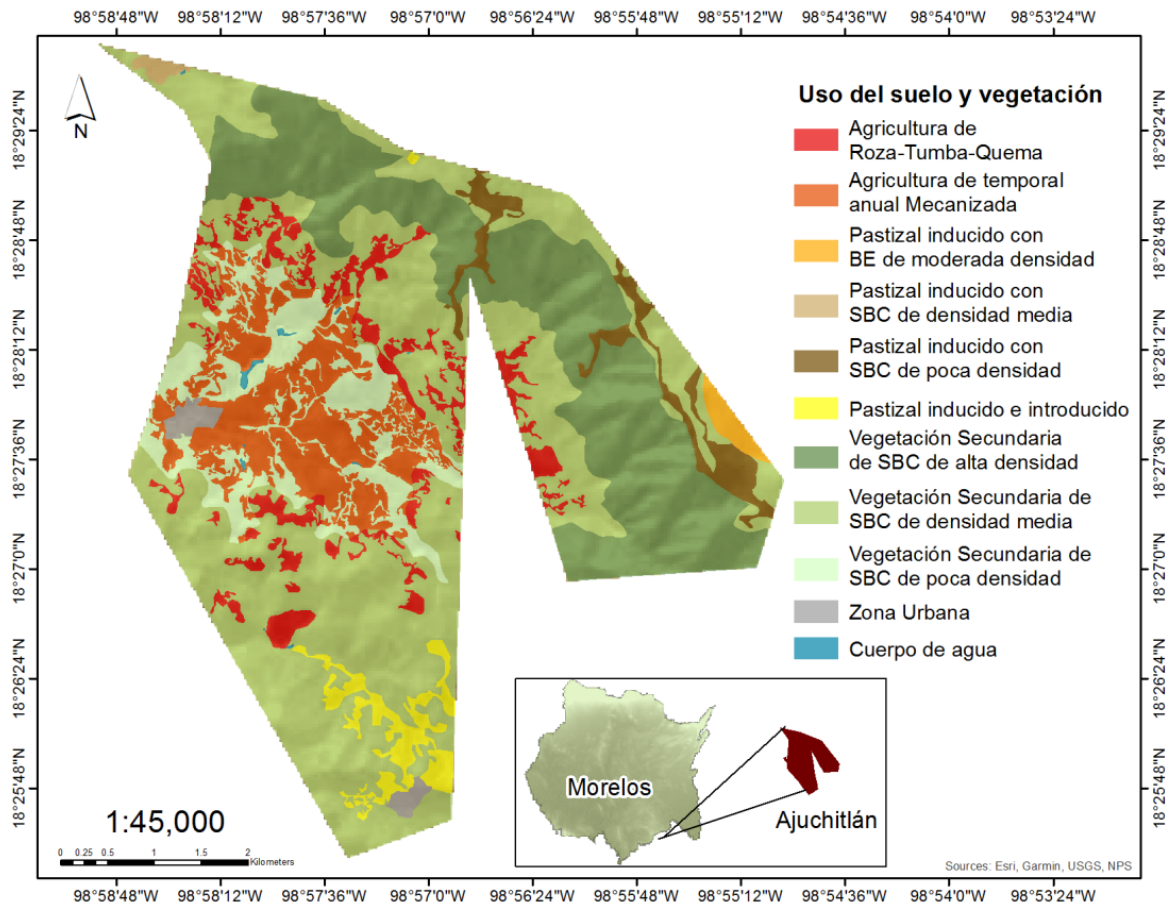 98°58'48"W 98°58'12"W 98°57'36"W 98°57'0"W 98°56'24"W 98°55'48"W 98°55'12"W 98°54'36"W 98°54'0"W 98°53'24"W
N
18°29'24"N
18°28'48"N
18°28'12"N
18°27'36"N
18°27'0"N
18°26'24"N
18°25'48"N
Uso del suelo y vegetación
Agricultura de
Roza-Tumba-Quema
Agricultura de temporal
anual Mecanizada
Pastizal inducido con
BE de moderada densidad
Pastizal inducido con
SBC de densidad media
Pastizal inducido con
SBC de poca densidad
Pastizal inducido e introducido
Vegetación Secundaria
de SBC de alta densidad
Vegetación Secundaria de
SBC de densidad media
Vegetación Secundaria de
SBC de poca densidad
Zona Urbana
Cuerpo de agua
18°29'24"N
18°28'48"N
18°28'12"N
18°27'36"N
18°27'0"N
18°26'24"N
18°25'48"N
Morelos
Ajuchitlán
1:45,000
0 0.25 0.5 1 1.5 2
Kilometers
Sources: Esri, Garmin, USGS, NPS
98°58'48"W 98°58'12"W 98°57'36"W 98°57'0"W 98°56'24"W 98°55'48"W 98°55'12"W 98°54'36"W 98°54'0"W 98°53'24"W